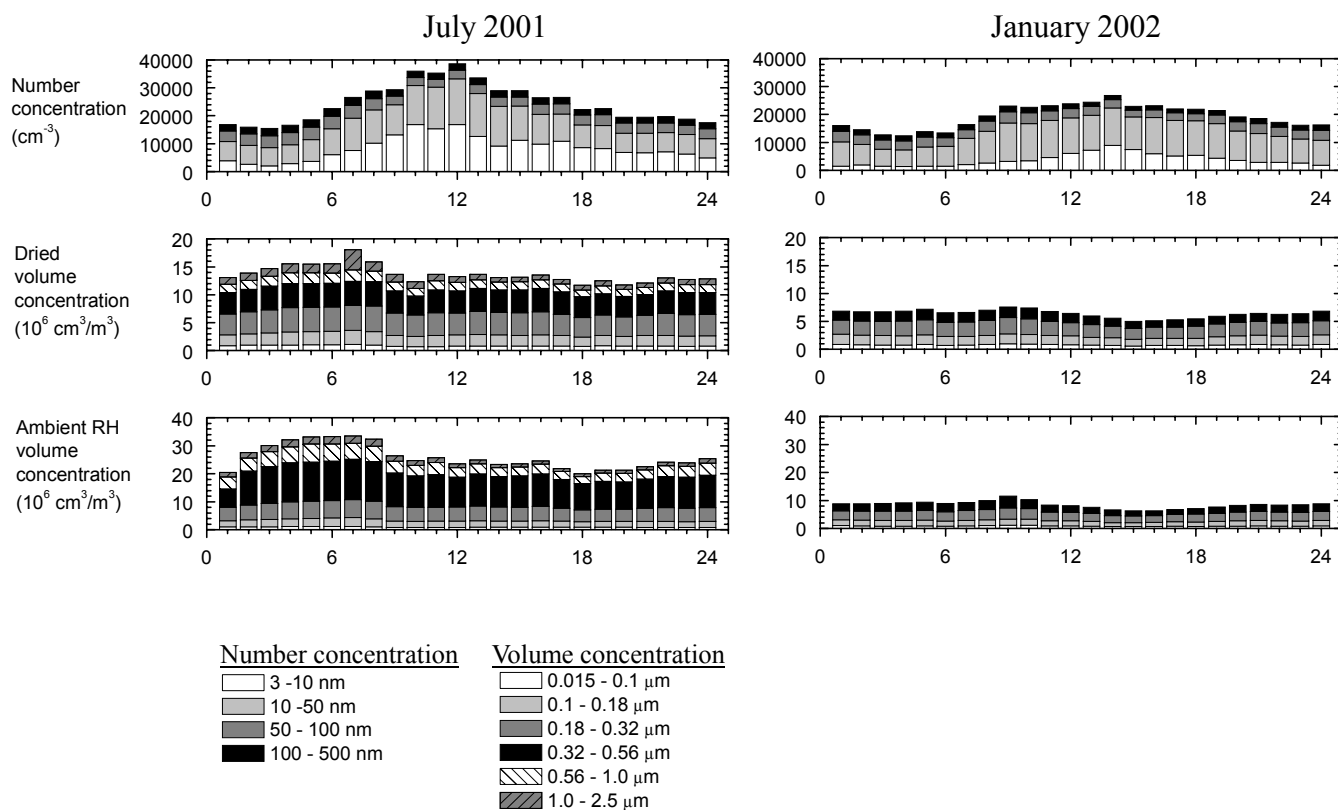 July 2001
January 2002
Number
concentration
(cm-3)
40000
30000
20000
10000
0
0 6 12 18 24
40000
30000
20000
10000
0
0 6 12 18 24
Dried
volume
concentration
(10⁶ cm³/m³)
20
15
10
5
0
0 6 12 18 24
20
15
10
5
0
0 6 12 18 24
Ambient RH
volume
concentration
(10⁶ cm³/m³)
40
30
20
10
0
0 6 12 18 24
40
30
20
10
0
0 6 12 18 24
Number concentration
3 -10 nm
10 -50 nm
50 - 100 nm
100 - 500 nm
Volume concentration
0.015 - 0.1 μm
0.1 - 0.18 μm
0.18 - 0.32 μm
0.32 - 0.56 μm
0.56 - 1.0 μm
1.0 - 2.5 μm